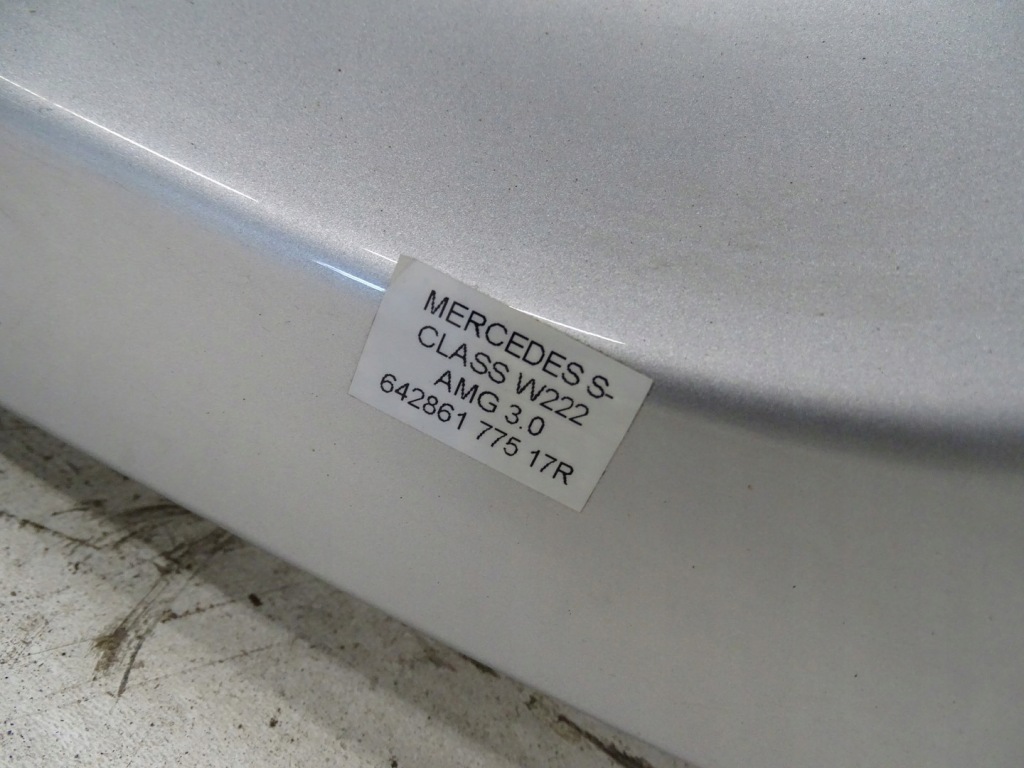 MERCEDES S-
CLASS W222
AMG 3.0
642861 775 17R